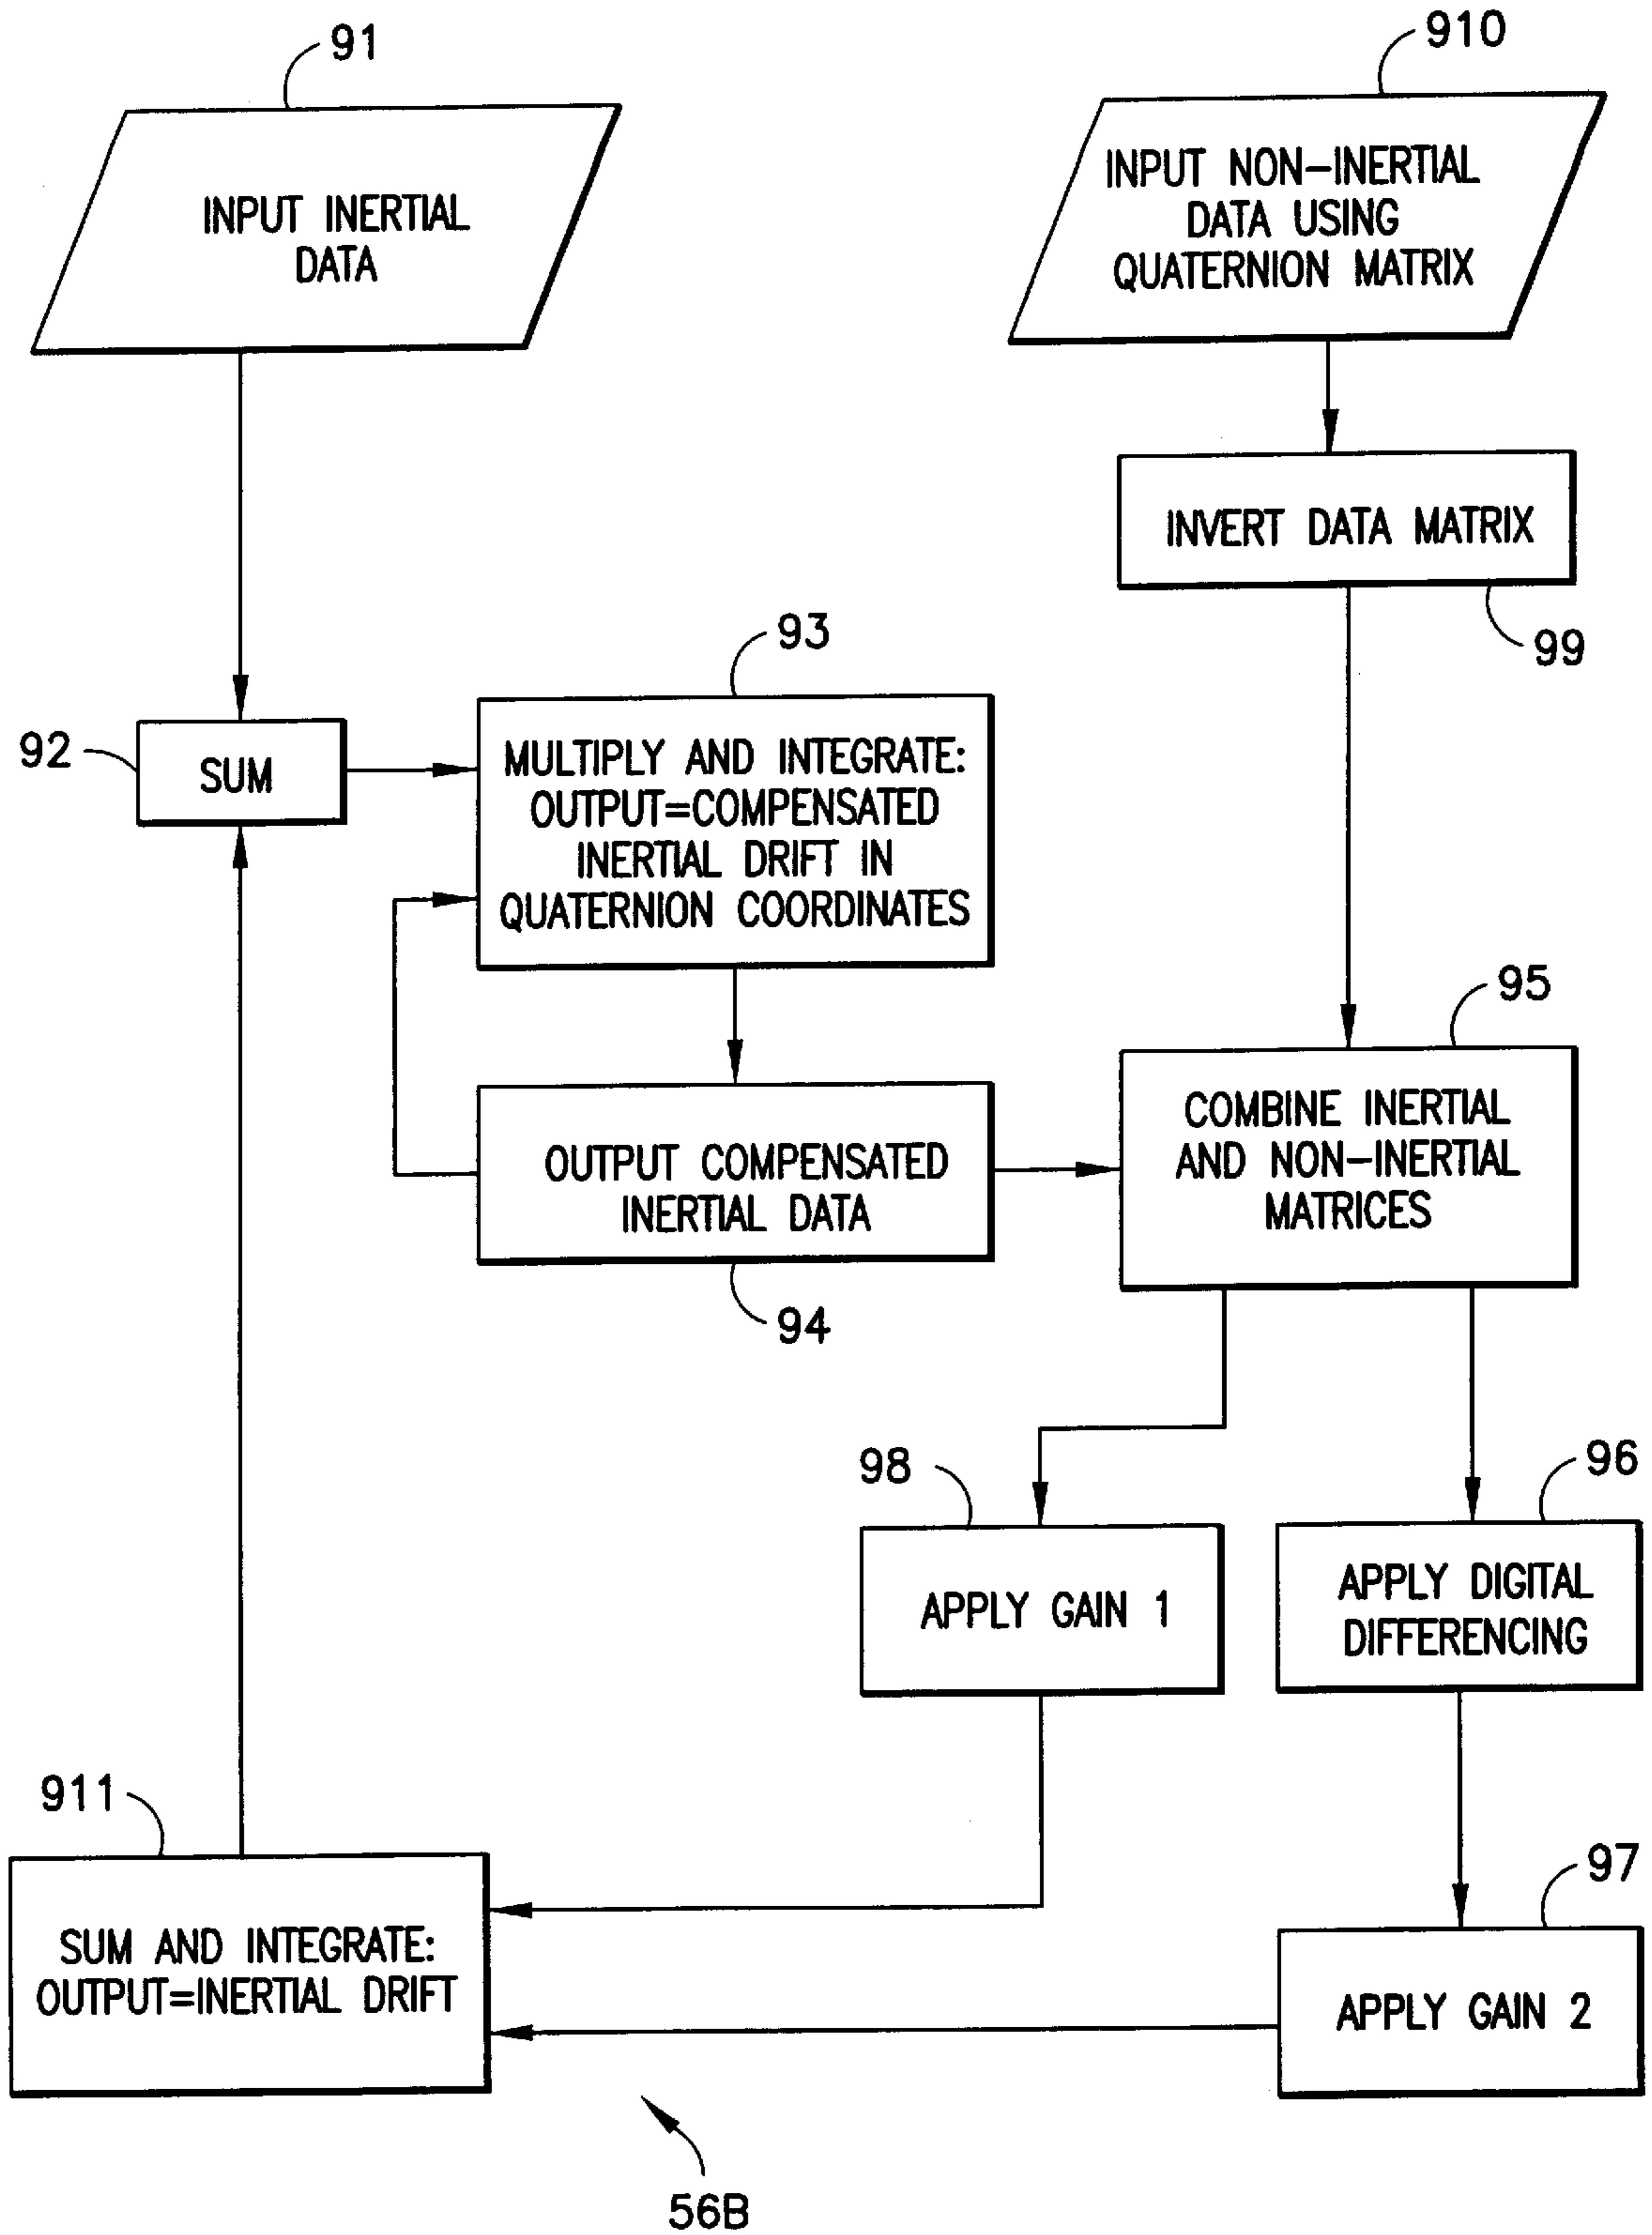 91
INPUT INERTIAL
DATA
910
INPUT NON-INERTIAL
DATA USING
QUATERNION MATRIX
INVERT DATA MATRIX
99
92
SUM
93
MULTIPLY AND INTEGRATE:
OUTPUT=COMPENSATED
INERTIAL DRIFT IN
QUATERNION COORDINATES
OUTPUT COMPENSATED
INERTIAL DATA
94
95
COMBINE INERTIAL
AND NON-INERTIAL
MATRICES
98
APPLY GAIN 1
96
APPLY DIGITAL
DIFFERENCING
911
SUM AND INTEGRATE:
OUTPUT=INERTIAL DRIFT
97
APPLY GAIN 2
56B